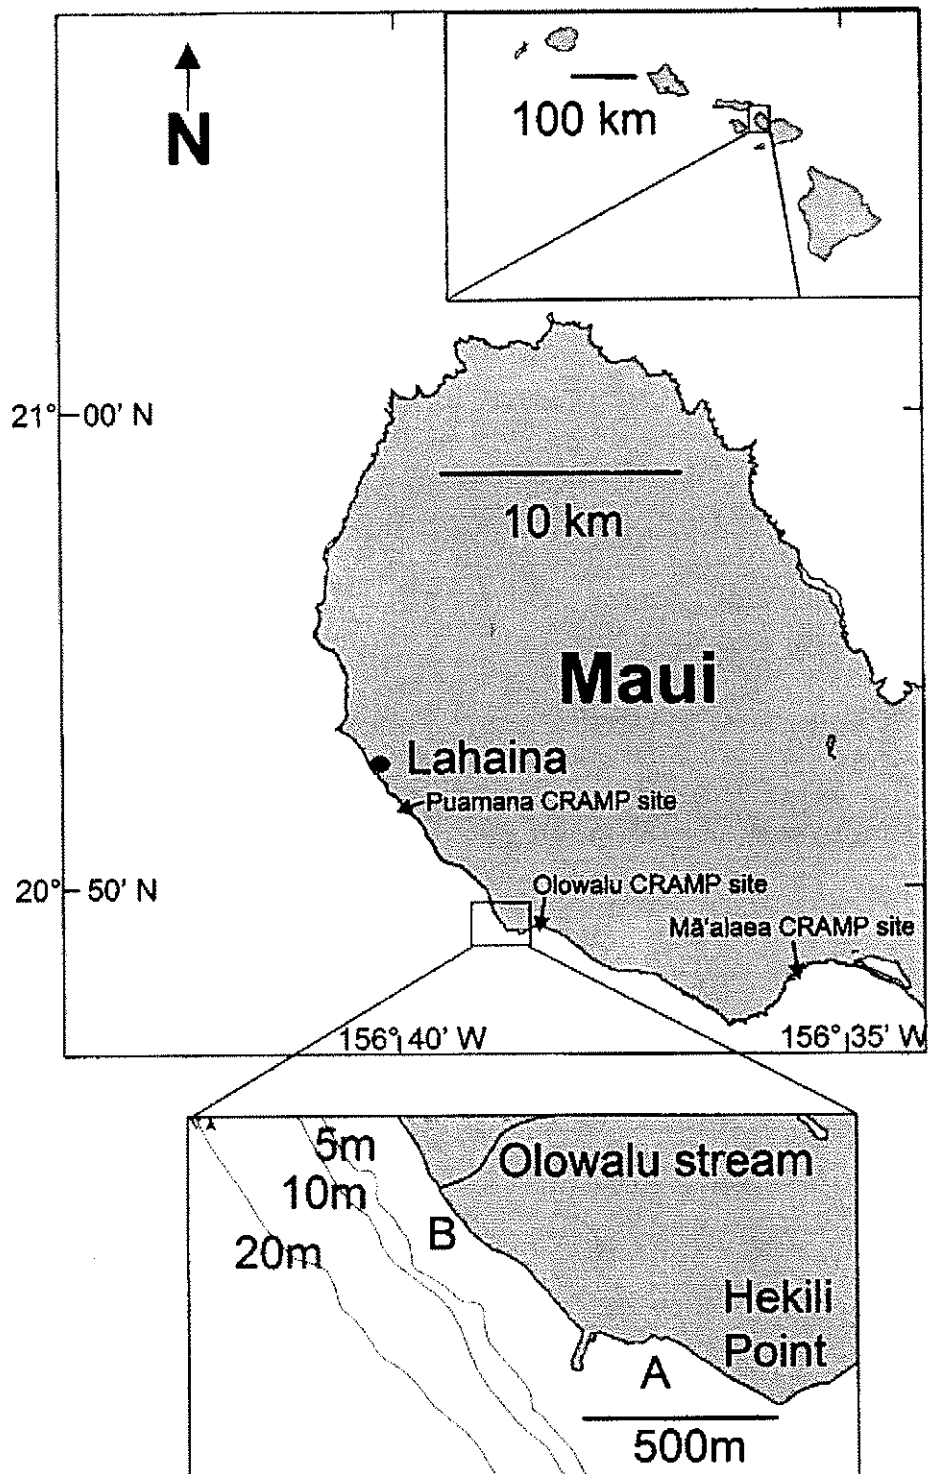 N
100 km
21° 00' N
10 km
Maui
Lahaina
Puamana CRAMP site
20° 50' N
Olowalu CRAMP site
Mā'alaea CRAMP site
156° 40' W
156° 35' W
5m
Olowalu stream
10m
B
20m
Hekili
Point
A
500m